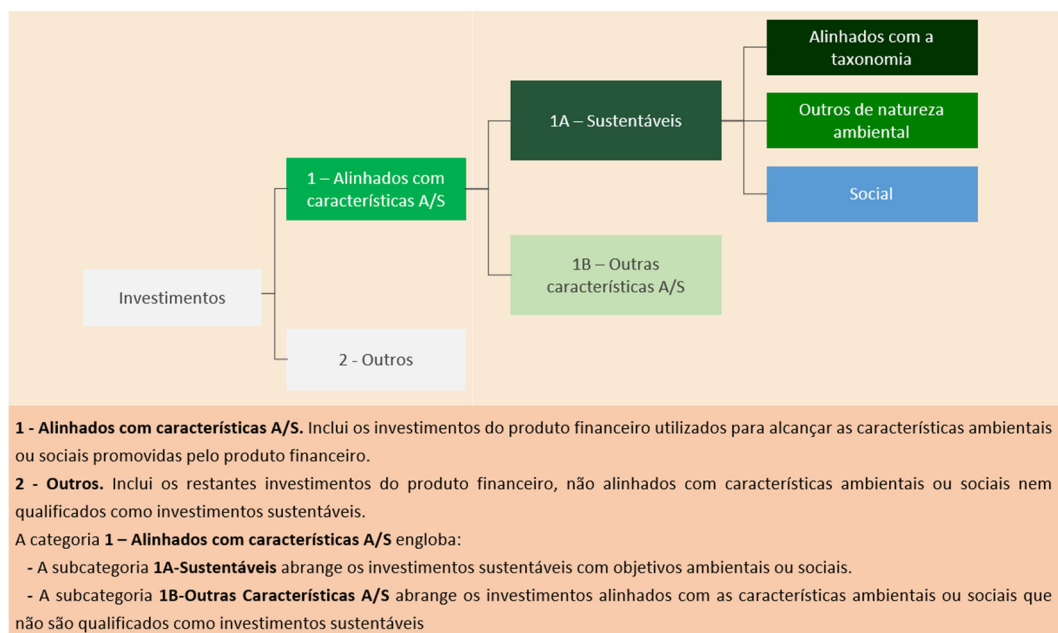 Alinhados com a
taxonomia
1A – Sustentáveis
Outros de natureza
ambiental
1 – Alinhados com
características A/S
Social
1B – Outras
características A/S
Investimentos
2 - Outros
1 - Alinhados com características A/S. Inclui os investimentos do produto financeiro utilizados para alcançar as características ambientais
ou sociais promovidas pelo produto financeiro.
2 - Outros. Inclui os restantes investimentos do produto financeiro, não alinhados com características ambientais ou sociais nem
qualificados como investimentos sustentáveis.
A categoria 1 – Alinhados com características A/S engloba:
- A subcategoria 1A-Sustentáveis abrange os investimentos sustentáveis com objetivos ambientais ou sociais.
- A subcategoria 1B-Outras Características A/S abrange os investimentos alinhados com as características ambientais ou sociais que
não são qualificados como investimentos sustentáveis